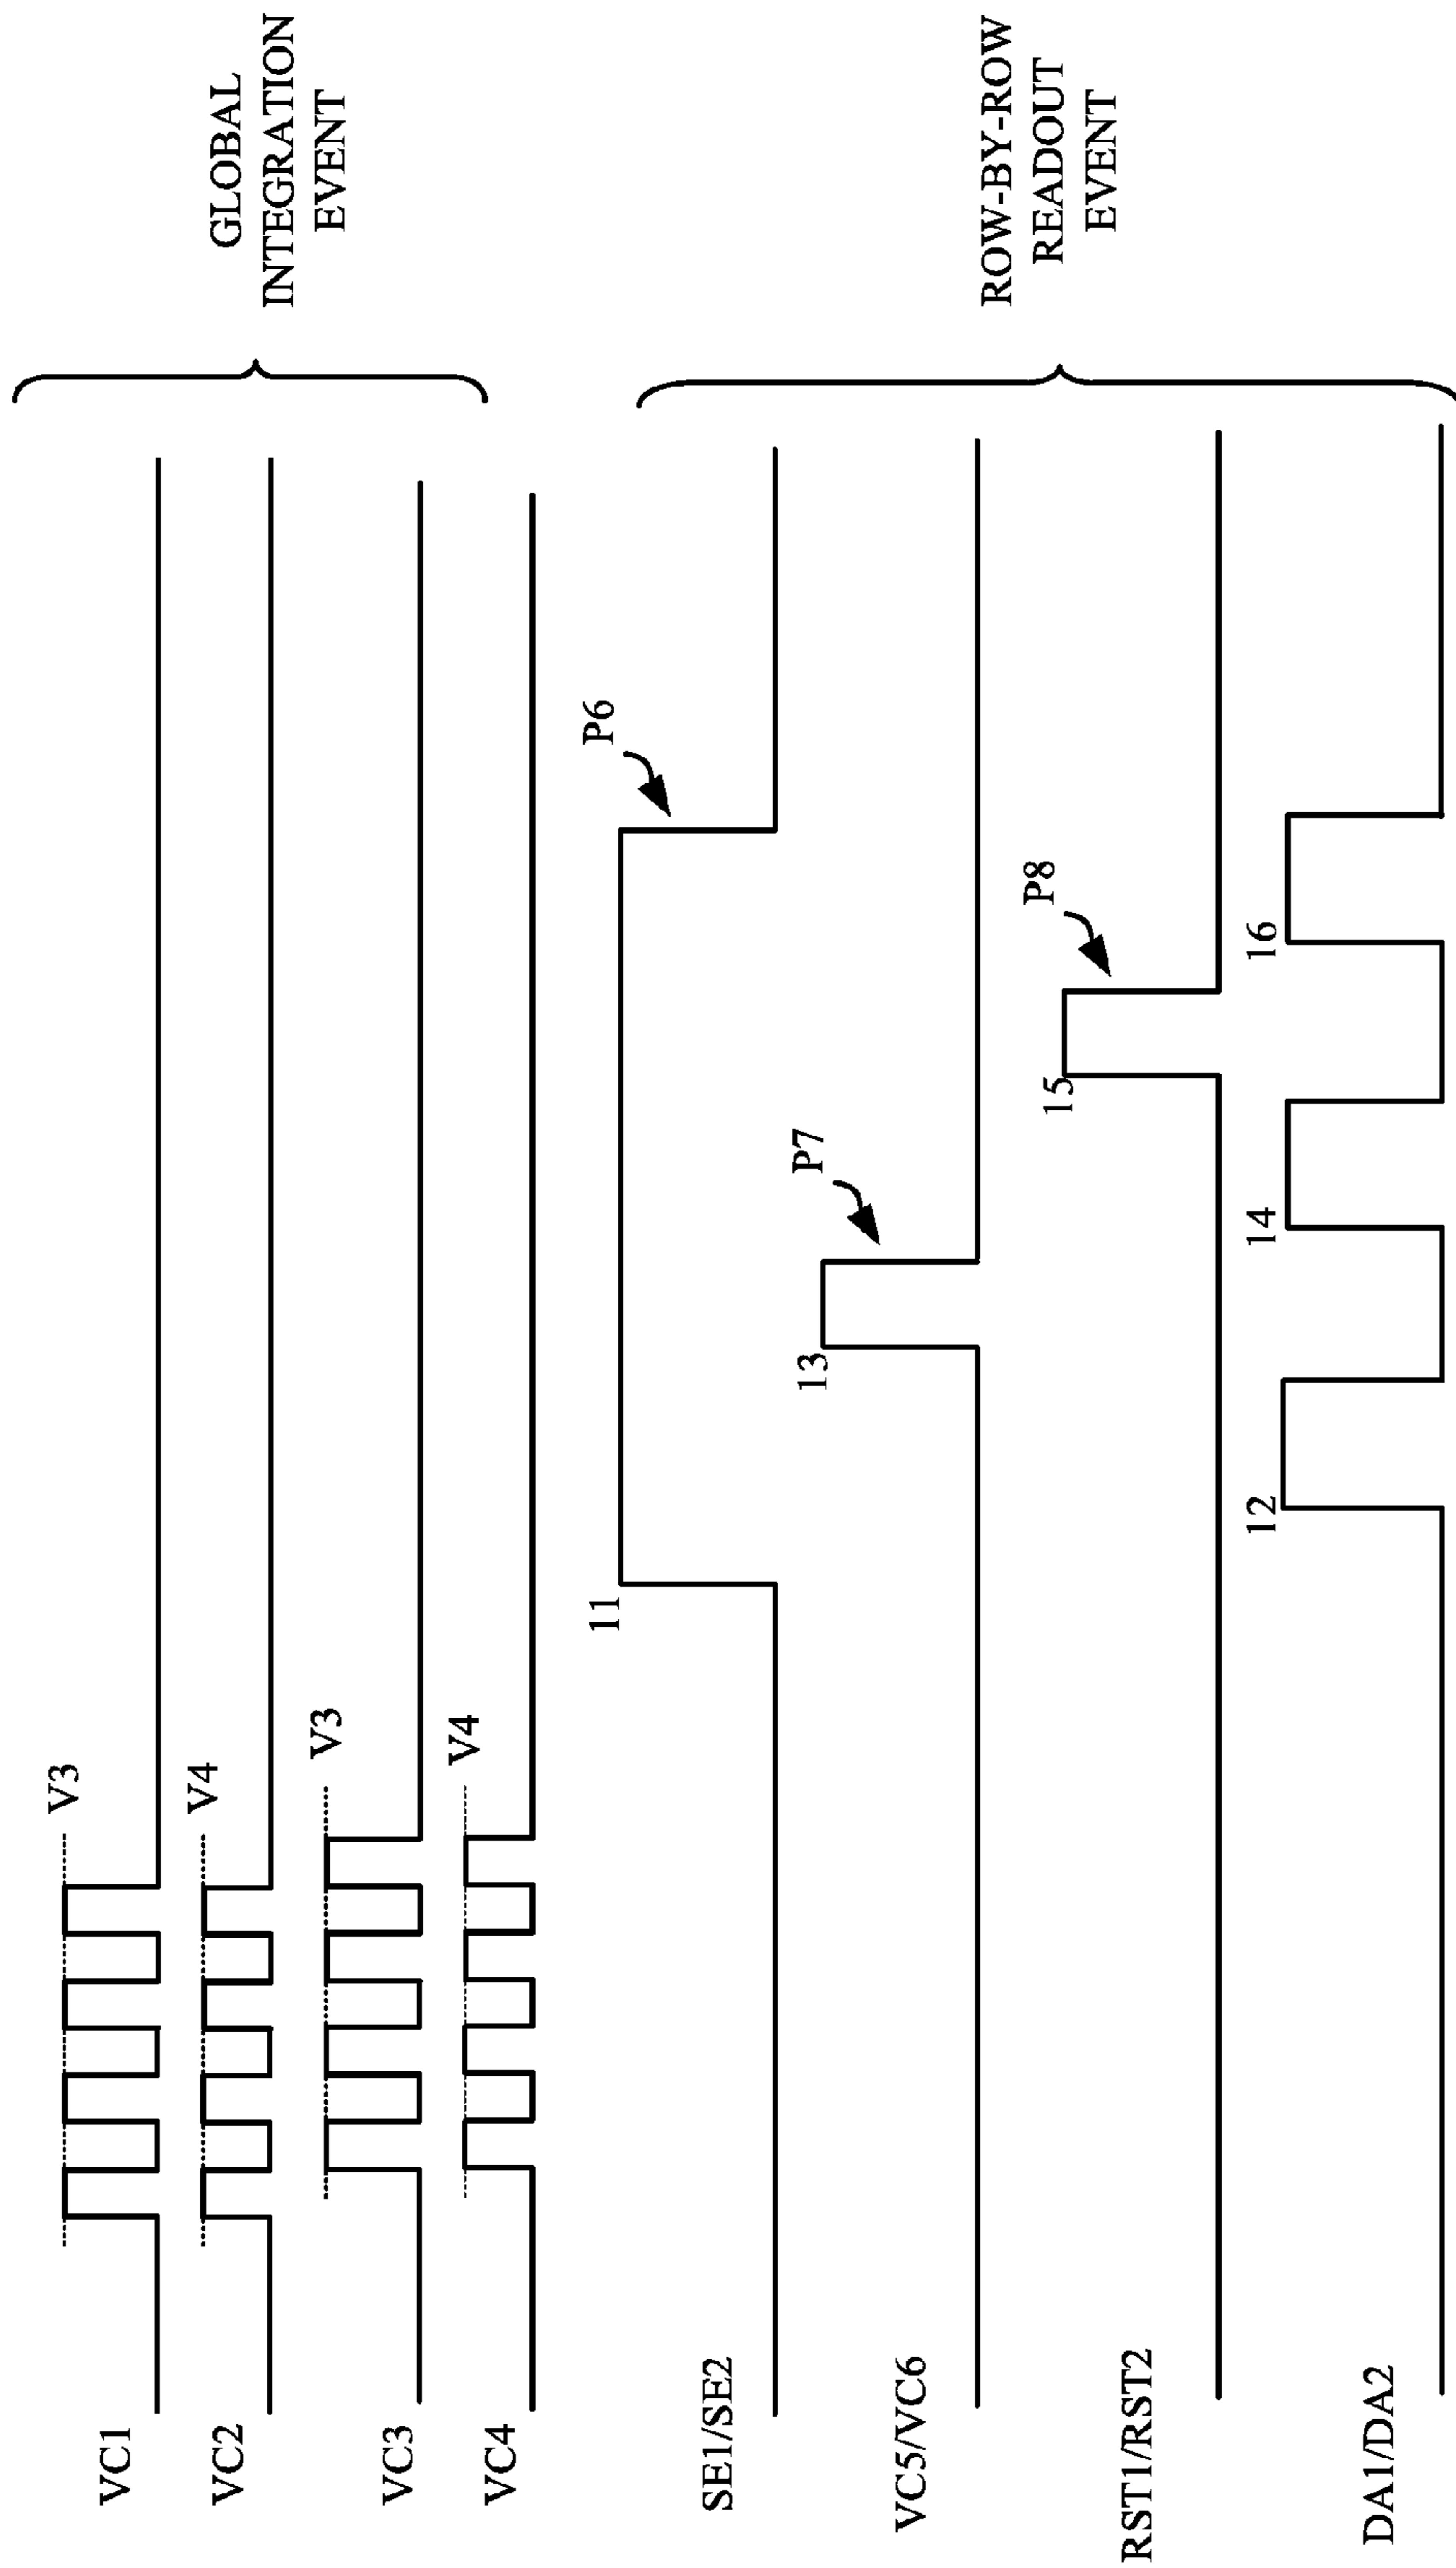 VC1
V3
VC2
V4
VC3
V3
VC4
V4
GLOBAL
INTEGRATION
EVENT
SE1/SE2
11
P6
VC5/VC6
13
P7
RST1/RST2
15
P8
DA1/DA2
12
14
16
ROW-BY-ROW
READOUT
EVENT